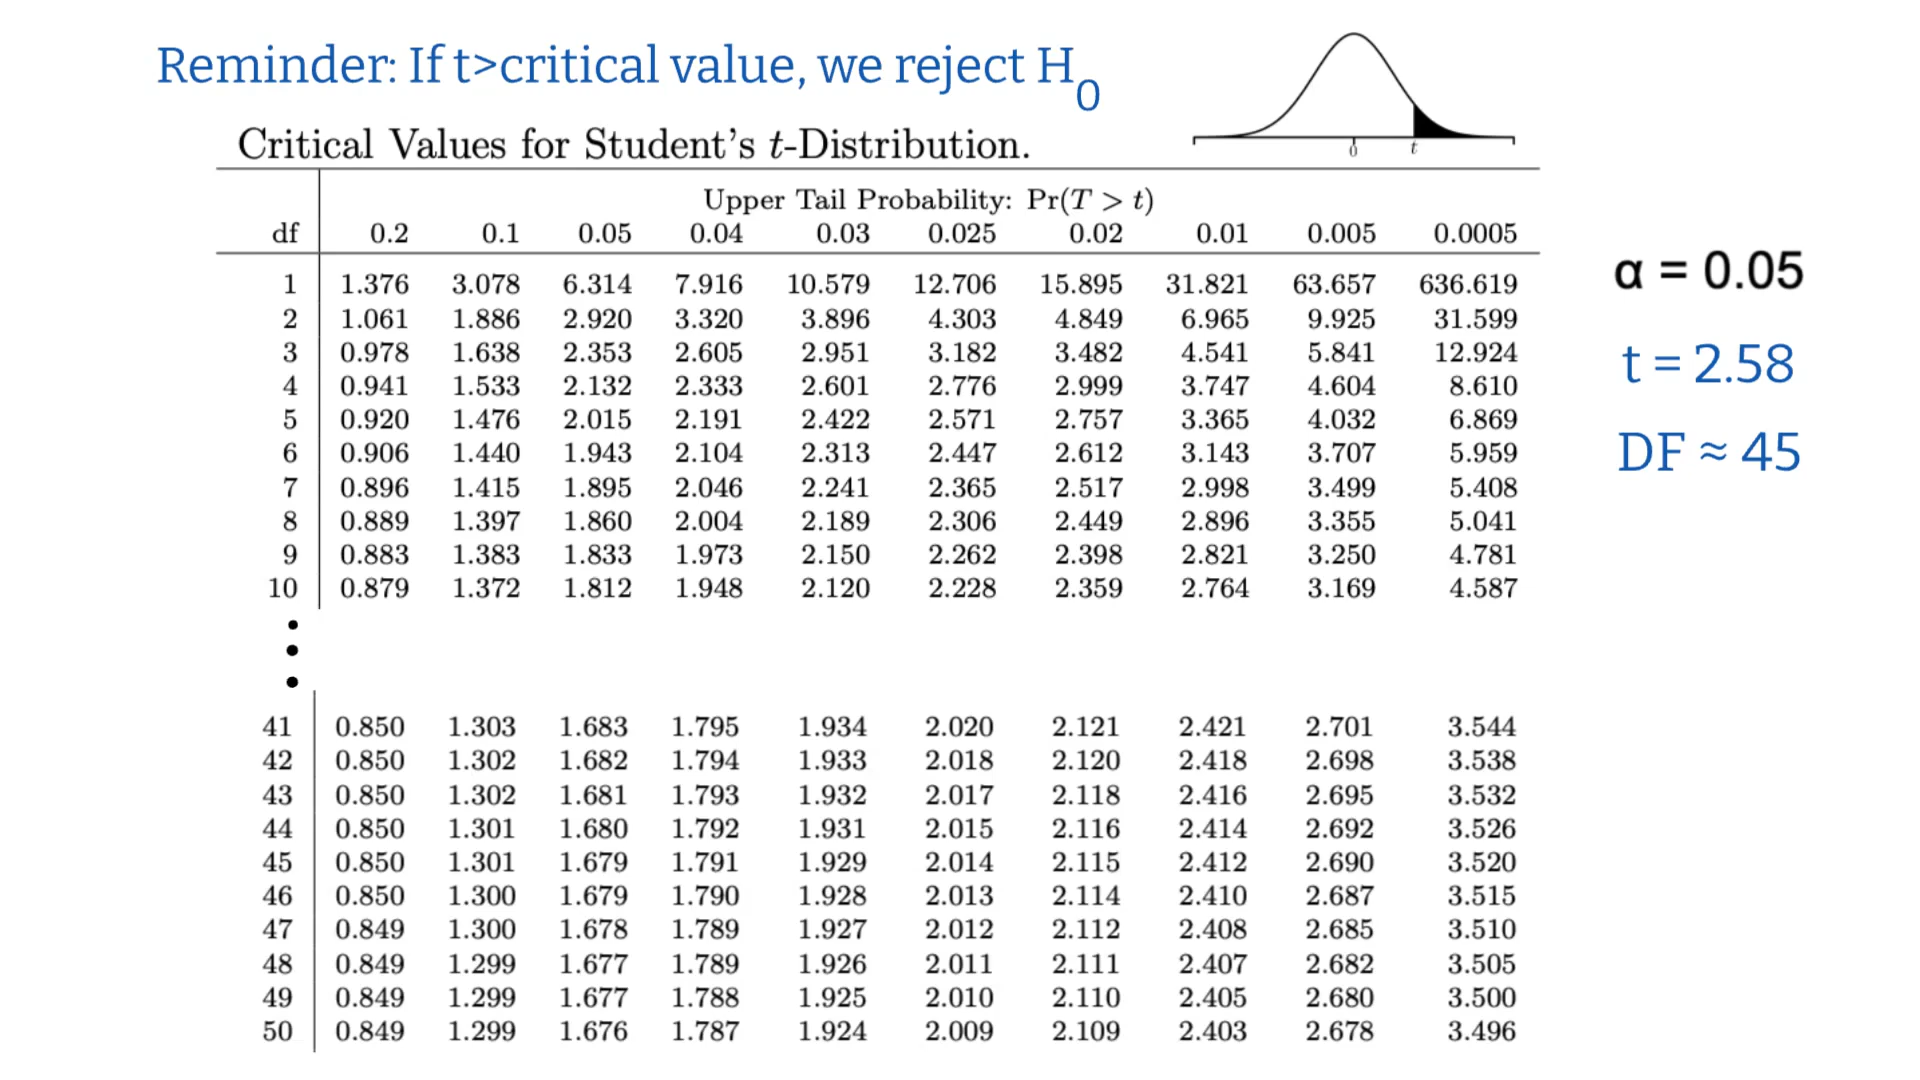 Reminder: If t>critical value, we reject H0
Critical Values for Student's t-Distribution.
0 t
Upper Tail Probability: Pr(T > t)
df 0.2 0.1 0.05 0.04 0.03 0.025 0.02 0.01 0.005 0.0005
1 1.376 3.078 6.314 7.916 10.579 12.706 15.895 31.821 63.657 636.619
2 1.061 1.886 2.920 3.320 3.896 4.303 4.849 6.965 9.925 31.599
3 0.978 1.638 2.353 2.605 2.951 3.182 3.482 4.541 5.841 12.924
4 0.941 1.533 2.132 2.333 2.601 2.776 2.999 3.747 4.604 8.610
5 0.920 1.476 2.015 2.191 2.422 2.571 2.757 3.365 4.032 6.869
6 0.906 1.440 1.943 2.104 2.313 2.447 2.612 3.143 3.707 5.959
7 0.896 1.415 1.895 2.046 2.241 2.365 2.517 2.998 3.499 5.408
8 0.889 1.397 1.860 2.004 2.189 2.306 2.449 2.896 3.355 5.041
9 0.883 1.383 1.833 1.973 2.150 2.262 2.398 2.821 3.250 4.781
10 0.879 1.372 1.812 1.948 2.120 2.228 2.359 2.764 3.169 4.587
41 0.850 1.303 1.683 1.795 1.934 2.020 2.121 2.421 2.701 3.544
42 0.850 1.302 1.682 1.794 1.933 2.018 2.120 2.418 2.698 3.538
43 0.850 1.302 1.681 1.793 1.932 2.017 2.118 2.416 2.695 3.532
44 0.850 1.301 1.680 1.792 1.931 2.015 2.116 2.414 2.692 3.526
45 0.850 1.301 1.679 1.791 1.929 2.014 2.115 2.412 2.690 3.520
46 0.850 1.300 1.679 1.790 1.928 2.013 2.114 2.410 2.687 3.515
47 0.849 1.300 1.678 1.789 1.927 2.012 2.112 2.408 2.685 3.510
48 0.849 1.299 1.677 1.789 1.926 2.011 2.111 2.407 2.682 3.505
49 0.849 1.299 1.677 1.788 1.925 2.010 2.110 2.405 2.680 3.500
50 0.849 1.299 1.676 1.787 1.924 2.009 2.109 2.403 2.678 3.496
α = 0.05
t = 2.58
DF ≈ 45